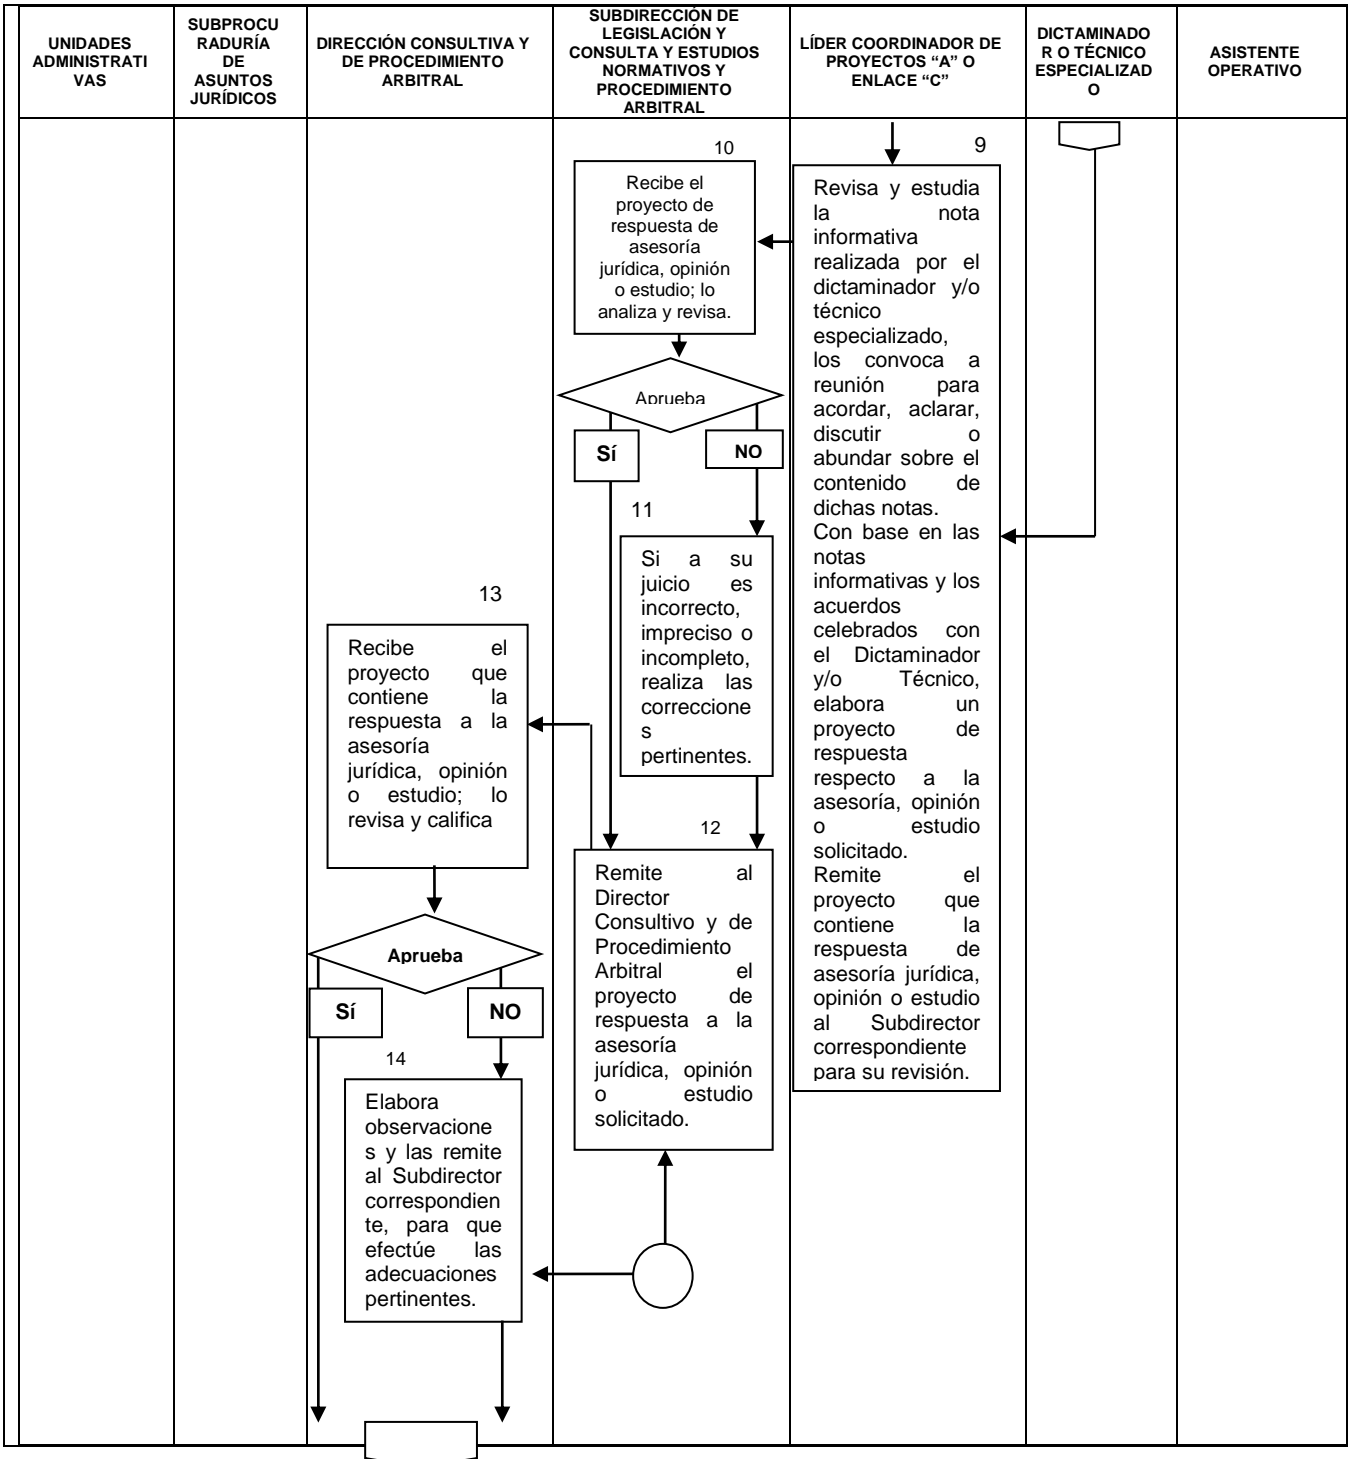 UNIDADES
ADMINISTRATI
VAS
SUBPROCU
RADURÍA
DE
ASUNTOS
JURÍDICOS
DIRECCIÓN CONSULTIVA Y
DE PROCEDIMIENTO
ARBITRAL
SUBDIRECCIÓN DE
LEGISLACIÓN Y
CONSULTA Y ESTUDIOS
NORMATIVOS Y
PROCEDIMIENTO
ARBITRAL
LÍDER COORDINADOR DE
PROYECTOS “A” O
ENLACE “C”
DICTAMINADO
R O TÉCNICO
ESPECIALIZAD
O
ASISTENTE
OPERATIVO
9
Revisa y estudia
la nota
informativa
realizada por el
dictaminador y/o
técnico
especializado,
los convoca a
reunión para
acordar, aclarar,
discutir o
abundar sobre el
contenido de
dichas notas.
Con base en las
notas
informativas y los
acuerdos
celebrados con
el Dictaminador
y/o Técnico,
elabora un
proyecto de
respuesta
respecto a la
asesoría, opinión
o estudio
solicitado.
Remite el
proyecto que
contiene la
respuesta de
asesoría jurídica,
opinión o estudio
al Subdirector
correspondiente
para su revisión.
10
Recibe el
proyecto de
respuesta de
asesoría
jurídica, opinión
o estudio; lo
analiza y revisa.
Aprueba
Sí
NO
11
Si a su
juicio es
incorrecto,
impreciso o
incompleto,
realiza las
correccione
s
pertinentes.
12
Remite al
Director
Consultivo y de
Procedimiento
Arbitral el
proyecto de
respuesta a la
asesoría
jurídica, opinión
o estudio
solicitado.
13
Recibe el
proyecto que
contiene la
respuesta a la
asesoría
jurídica, opinión
o estudio; lo
revisa y califica
Aprueba
Sí
NO
14
Elabora
observacione
s y las remite
al Subdirector
correspondien
te, para que
efectúe las
adecuaciones
pertinentes.